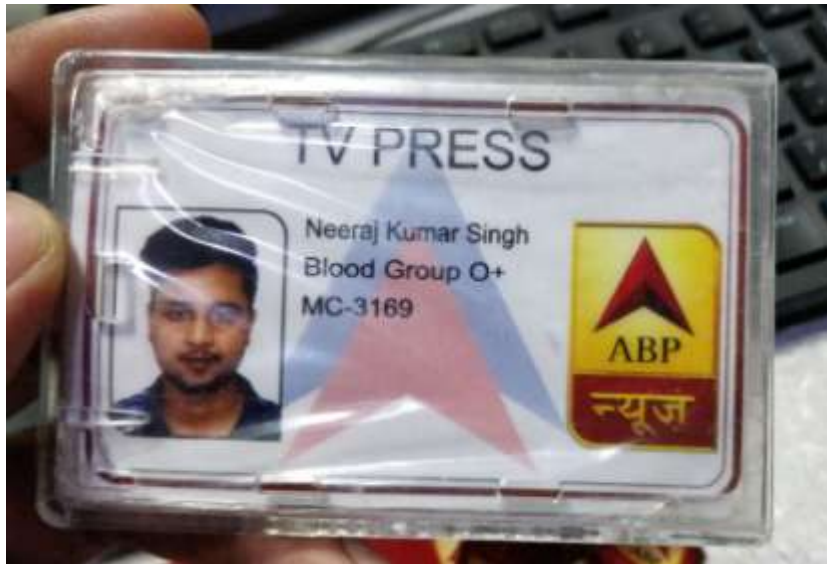 TV PRESS
Neeraj Kumar Singh
Blood Group O+
MC-3169
ABP
न्यूज़